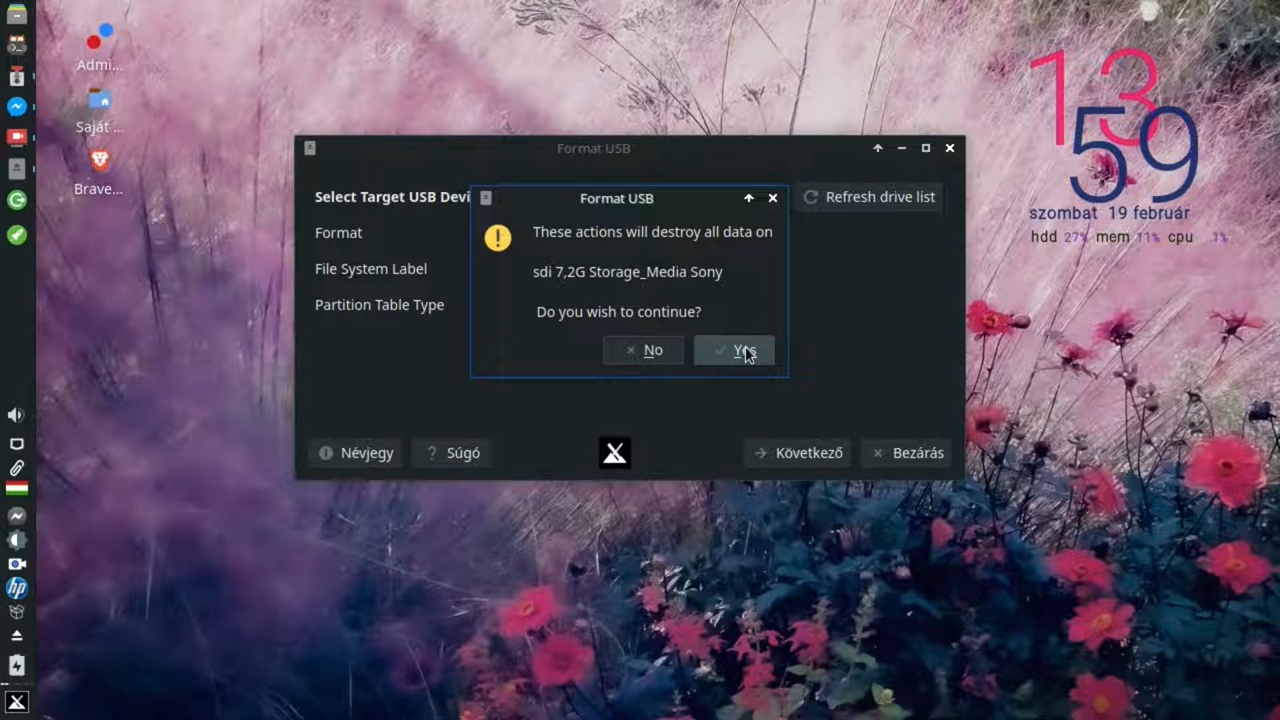 Admi...
Saját ...
Brave...
Format USB
Select Target USB Devi
Refresh drive list
Format
File System Label
Partition Table Type
Format USB
These actions will destroy all data on
sdi 7,2G Storage_Media Sony
Do you wish to continue?
No
Yes
Névjegy
Súgó
Következő
Bezárás
13
59
szombat 19 február
hdd 27% mem 11% cpu 1%
hp